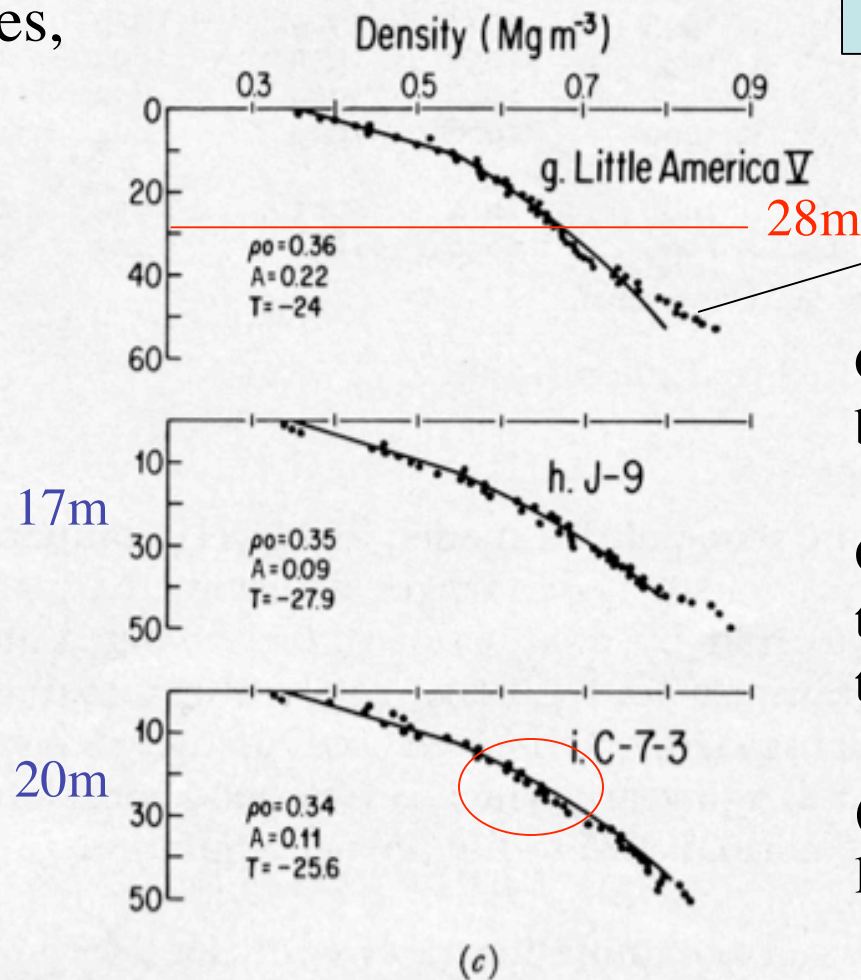 es,
Density (Mg m⁻³)
0.3 0.5 0.7 0.9
0
20
40
60
g. Little America V
28m
ρo=0.36
A=0.22
T=-24
10
30
50
h. J-9
17m
ρo=0.35
A=0.09
T=-27.9
10
30
50
i. C-7-3
20m
ρo=0.34
A=0.11
T=-25.6
(c)